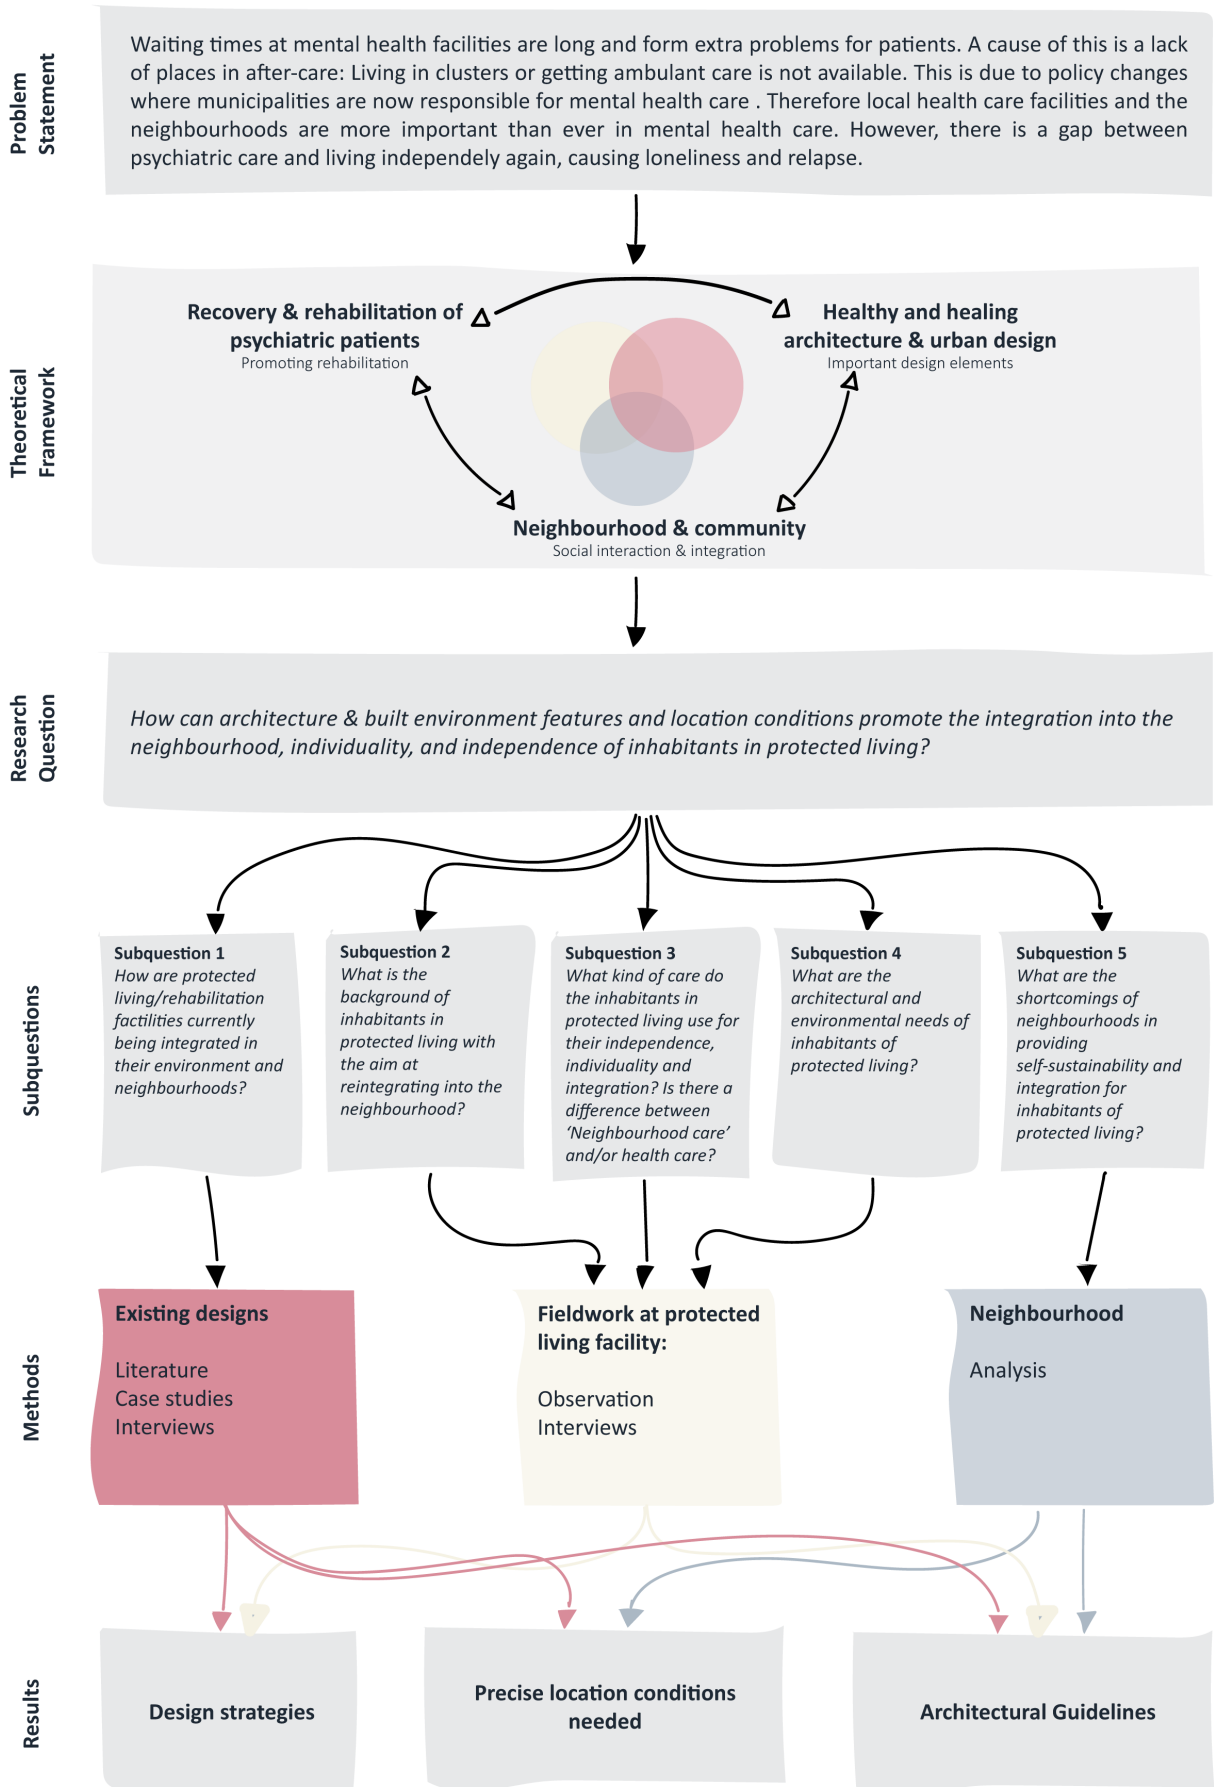 Problem
Statement
Waiting times at mental health facilities are long and form extra problems for patients. A cause of this is a lack
of places in after-care: Living in clusters or getting ambulant care is not available. This is due to policy changes
where municipalities are now responsible for mental health care . Therefore local health care facilities and the
neighbourhoods are more important than ever in mental health care. However, there is a gap between
psychiatric care and living independely again, causing loneliness and relapse.
Theoretical
Framework
Recovery & rehabilitation of
psychiatric patients
Promoting rehabilitation
Healthy and healing
architecture & urban design
Important design elements
Neighbourhood & community
Social interaction & integration
Research
Question
How can architecture & built environment features and location conditions promote the integration into the
neighbourhood, individuality, and independence of inhabitants in protected living?
Subquestions
Subquestion 1
How are protected
living/rehabilitation
factilities currently
being integrated in
their environment and
neighbourhoods?
Subquestion 2
What is the
background of
inhabitants in
protected living with
the aim at
reintegrating into the
neighbourhood?
Subquestion 3
What kind of care do
the inhabitants in
protected living use for
their independence,
individuality and
integration? Is there a
difference between
‘Neighbourhood care’
and/or health care?
Subquestion 4
What are the
architectural and
environmental needs of
inhabitants of
protected living?
Subquestion 5
What are the
shortcomings of
neighbourhoods in
providing
self-sustainability and
integration for
inhabitants of
protected living?
Methods
Existing designs
Literature
Case studies
Interviews
Fieldwork at protected
living facility:
Observation
Interviews
Neighbourhood
Analysis
Results
Design strategies
Precise location conditions
needed
Architectural Guidelines